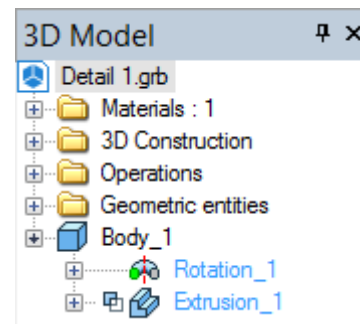 3D Model
Detail 1.grb
Materials : 1
3D Construction
Operations
Geometric entities
Body_1
Rotation_1
Extrusion_1